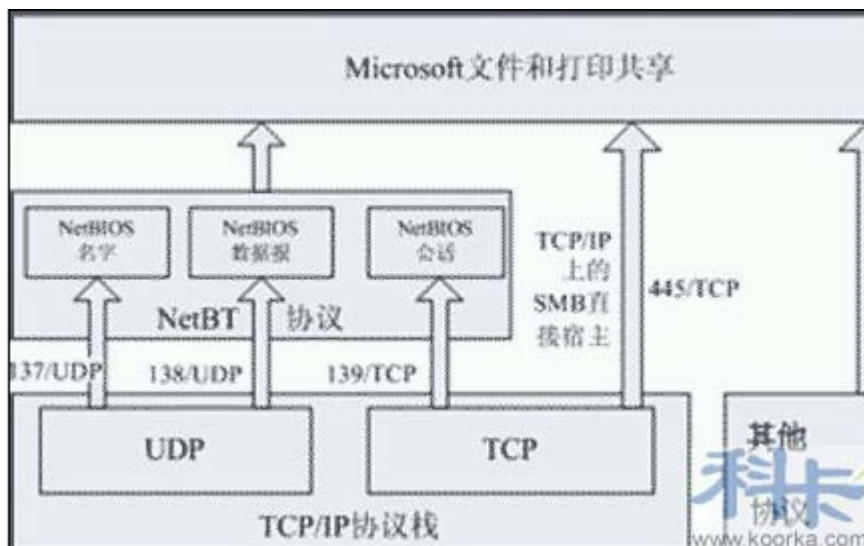 Microsoft文件和打印共享
NetBIOS
名字
NetBIOS
数据报
NetBIOS
会话
NetBT 协议
TCP/IP
上的
SMB直
接宿主
445/TCP
137/UDP
138/UDP
139/TCP
UDP
TCP
TCP/IP协议栈
其他
协议
科卡
www.koorka.com